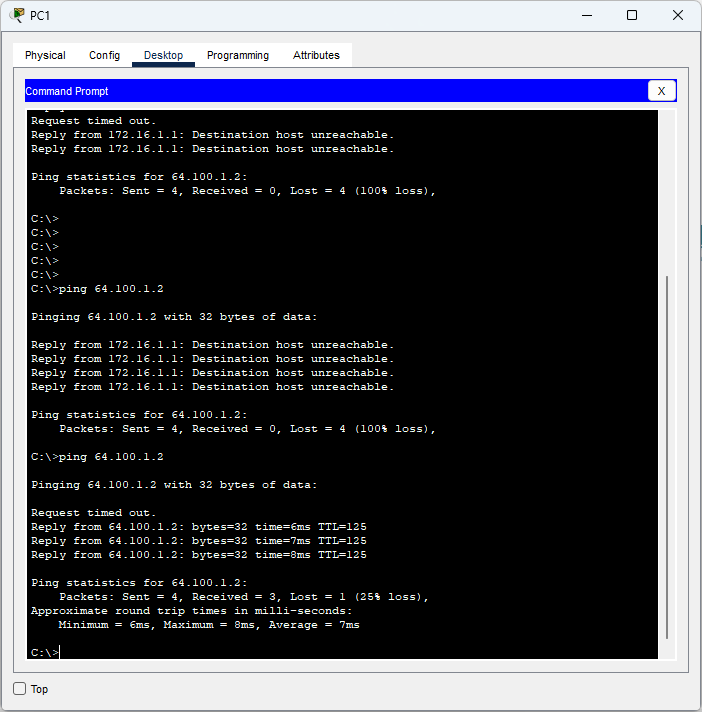 PC1
Physical Config Desktop Programming Attributes
Command Prompt X
Request timed out.
Reply from 172.16.1.1: Destination host unreachable.
Reply from 172.16.1.1: Destination host unreachable.
Ping statistics for 64.100.1.2:
Packets: Sent = 4, Received = 0, Lost = 4 (100% loss),
C:\>
C:\>
C:\>
C:\>
C:\>
C:\>ping 64.100.1.2
Pinging 64.100.1.2 with 32 bytes of data:
Reply from 172.16.1.1: Destination host unreachable.
Reply from 172.16.1.1: Destination host unreachable.
Reply from 172.16.1.1: Destination host unreachable.
Reply from 172.16.1.1: Destination host unreachable.
Ping statistics for 64.100.1.2:
Packets: Sent = 4, Received = 0, Lost = 4 (100% loss),
C:\>ping 64.100.1.2
Pinging 64.100.1.2 with 32 bytes of data:
Request timed out.
Reply from 64.100.1.2: bytes=32 time=6ms TTL=125
Reply from 64.100.1.2: bytes=32 time=7ms TTL=125
Reply from 64.100.1.2: bytes=32 time=8ms TTL=125
Ping statistics for 64.100.1.2:
Packets: Sent = 4, Received = 3, Lost = 1 (25% loss),
Approximate round trip times in milli-seconds:
Minimum = 6ms, Maximum = 8ms, Average = 7ms
C:\>
Top